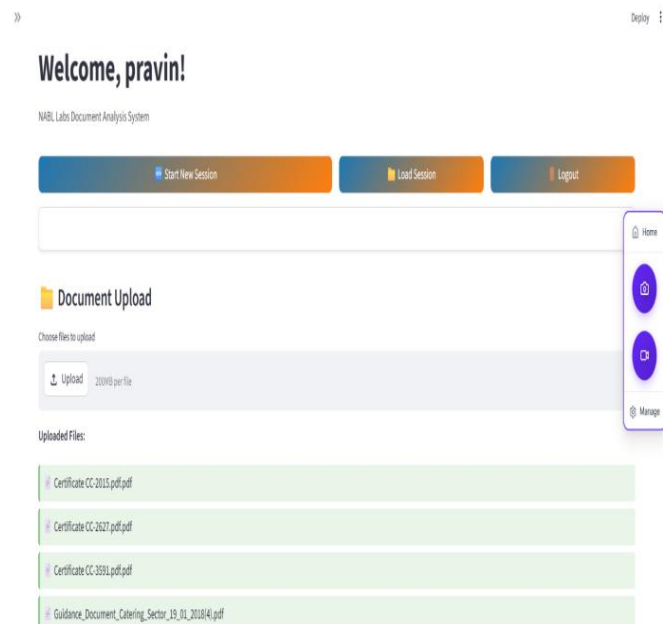 Deploy
Welcome, pravin!
NABL Labs Document Analysis System
Start New Session
Load Session
Logout
Home
Document Upload
Choose files to upload
Upload 200MB per file
Manage
Uploaded Files:
Certificate CC-2015.pdf.pdf
Certificate CC-2627.pdf.pdf
Certificate CC-3591.pdf.pdf
Guidance_Document_Catering_Sector_19_01_2018(4).pdf